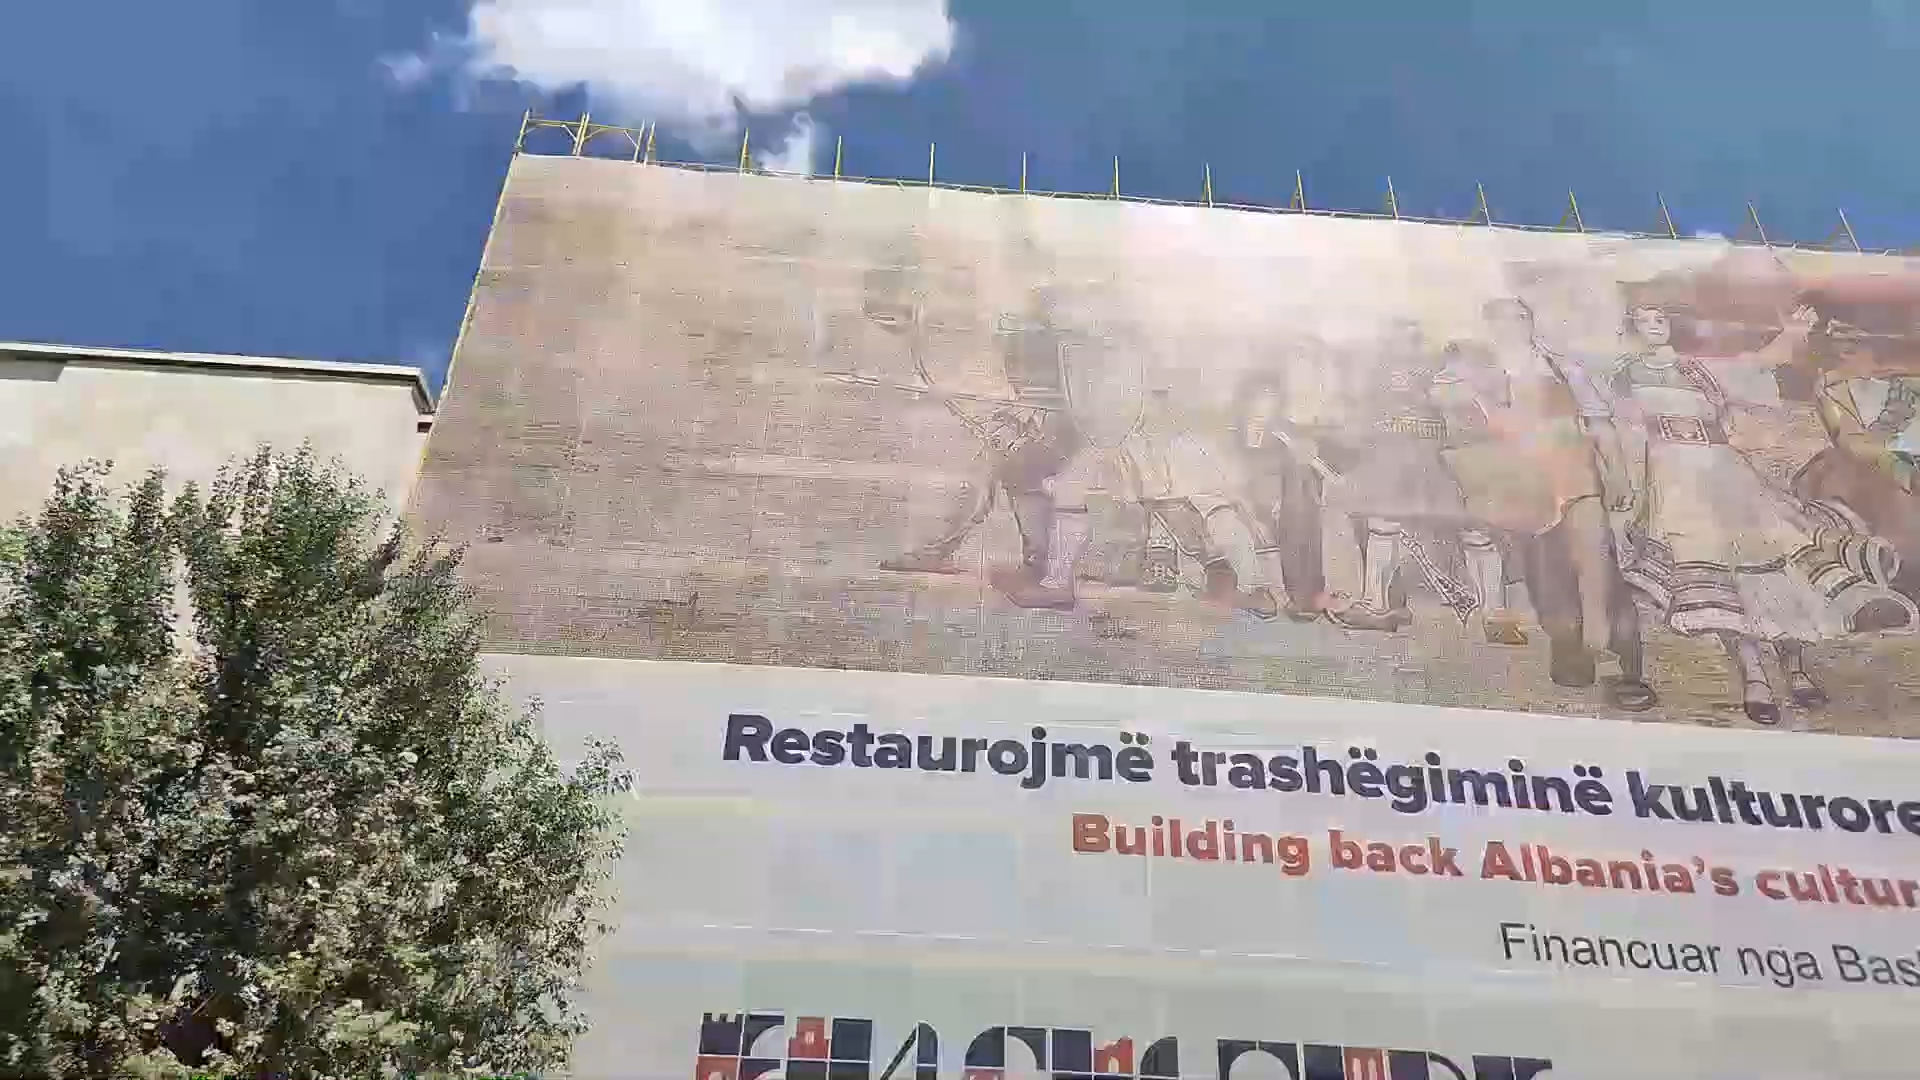 Restaurojmë trashëgiminë kulturore
Building back Albania's cultur
Financuar nga Bas